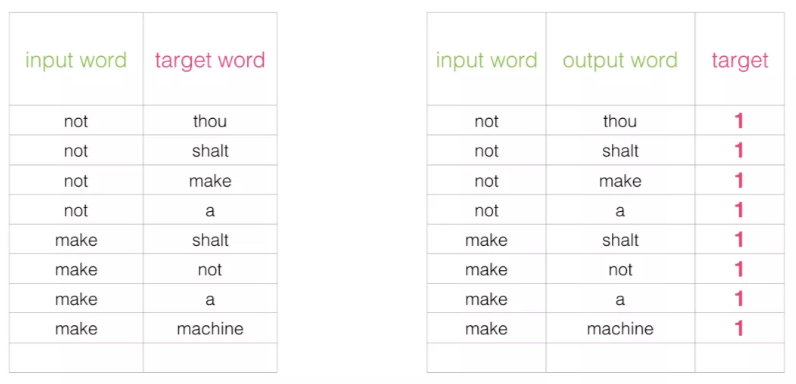 input word target word
not thou
not shalt
not make
not a
make shalt
make not
make a
make machine
input word output word target
not thou 1
not shalt 1
not make 1
not a 1
make shalt 1
make not 1
make a 1
make machine 1